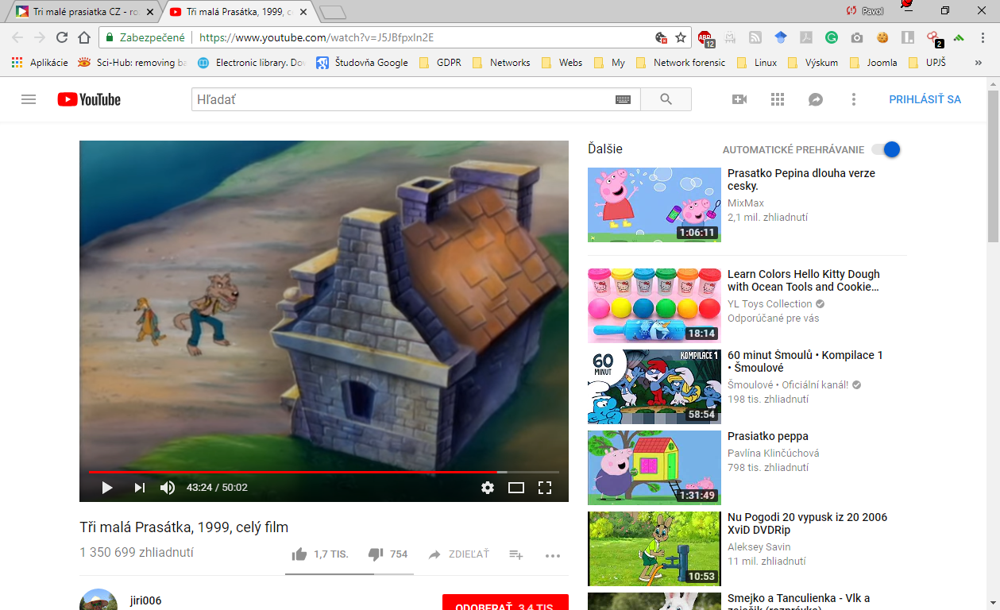 Tri malé prasiatka CZ - ro
Tři malá Prasátka, 1999, c
Pavol
Zabezpečené
https://www.youtube.com/watch?v=J5JBfpxIn2E
ABP
12
2
Aplikácie
Sci-Hub: removing ba
Electronic library. Do
Študovňa Google
GDPR
Networks
Webs
My
Network forensic
Linux
Výskum
Joomla
UPJŠ
»
YouTube
Hľadať
PRIHLÁSIŤ SA
43:24 / 50:02
Tři malá Prasátka, 1999, celý film
1 350 699 zhliadnutí
1,7 TIS.
754
ZDIEĽAŤ
jiri006
ODOBERAŤ 3,4 TIS.
Ďalšie
AUTOMATICKÉ PREHRÁVANIE
1:06:11
Prasatko Pepina dlouha verze
cesky.
MixMax
2,1 mil. zhliadnutí
18:14
Learn Colors Hello Kitty Dough
with Ocean Tools and Cookie...
YL Toys Collection
Odporúčané pre vás
60
MINUT
KOMPILACE 1
58:54
60 minut Šmoulů • Kompilace 1
• Šmoulové
Šmoulové • Oficiální kanál!
198 tis. zhliadnutí
1:31:49
Prasiatko peppa
Pavlína Klinčúchová
798 tis. zhliadnutí
10:53
Nu Pogodi 20 vypusk iz 20 2006
XviD DVDRip
Aleksey Savin
11 mil. zhliadnutí
Smejko a Tanculienka - Vlk a